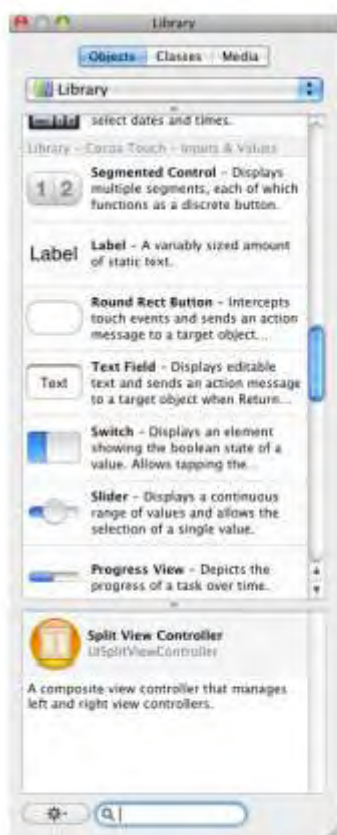 Library
Objects Classes Media
Library
select dates and times.
Library - Cocoa Touch - Inputs & Values
1 2
Segmented Control - Displays
multiple segments, each of which
functions as a discrete button.
Label
Label - A variably sized amount
of static text.
Round Rect Button - Intercepts
touch events and sends an action
message to a target object...
Text
Text Field - Displays editable
text and sends an action message
to a target object when Return...
Switch - Displays an element
showing the boolean state of a
value. Allows tapping the...
Slider - Displays a continuous
range of values and allows the
selection of a single value.
Progress View - Depicts the
progress of a task over time.
Split View Controller
UISplitViewController
A composite view controller that manages
left and right view controllers.